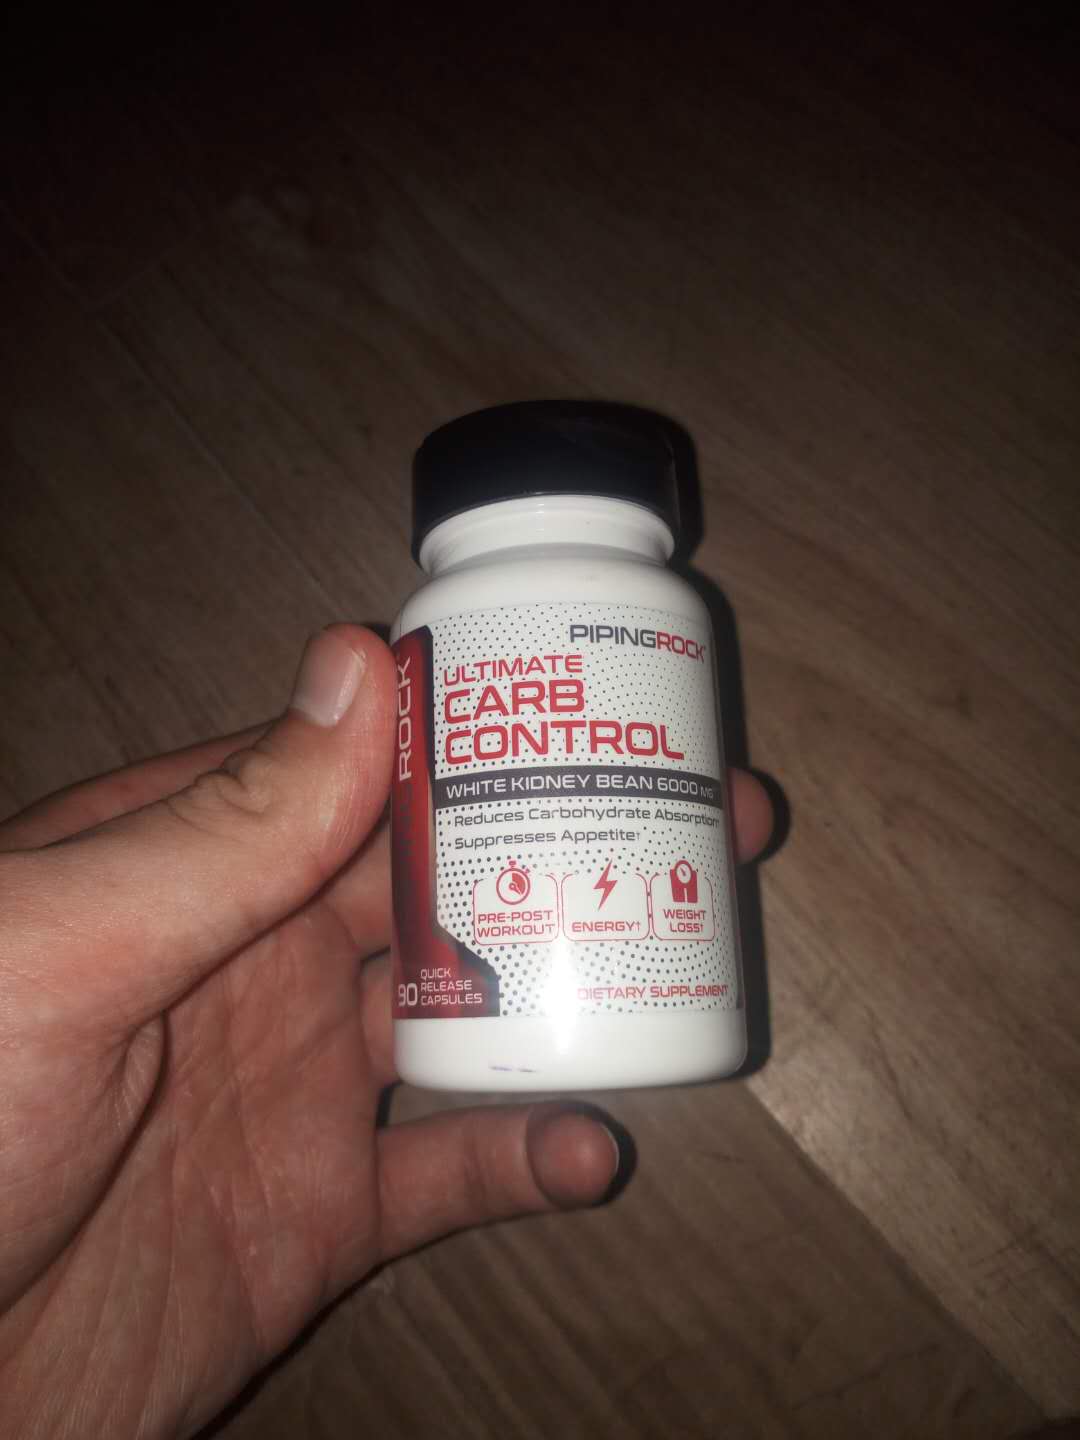 PIPINGROCK®
ULTIMATE
CARB
CONTROL
WHITE KIDNEY BEAN 6000 MG**
Reduces Carbohydrate Absorption†
Suppresses Appetite†
PRE-POST
WORKOUT
ENERGY†
WEIGHT
LOSS†
90 QUICK
RELEASE
CAPSULES
DIETARY SUPPLEMENT
ROCK